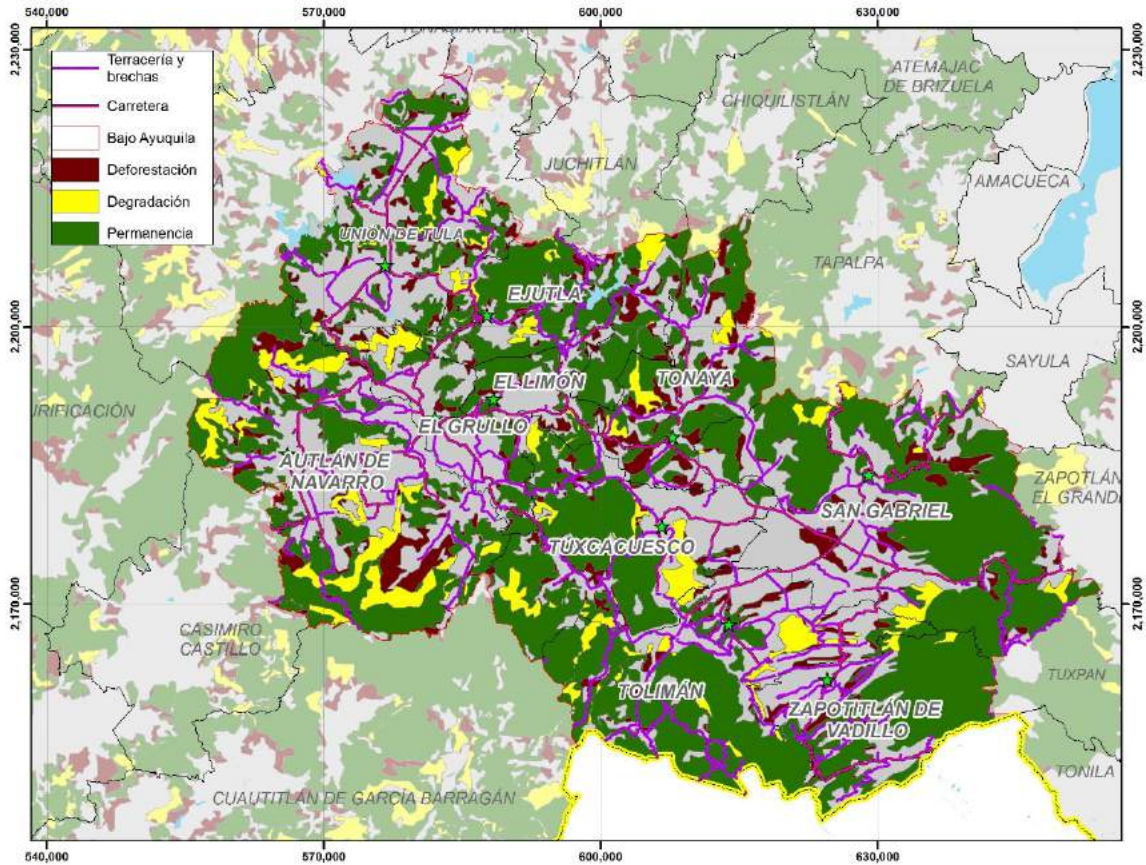 540,000
570,000
600,000
630,000
2,230,000
2,230,000
Terracería y
brechas
Carretera
Bajo Ayuquila
Deforestación
Degradación
Permanencia
ATEMAJAC
DE BRIZUELA
CHIQUILISTLÁN
JUCHITLÁN
AMACUECA
UNIÓN DE TULA
TAPALPA
EJUTLA
2,200,000
2,200,000
SAYULA
EL LIMÓN
TONAYA
EL GRULLO
AUTLÁN DE
NAVARRO
ZAPOTLÁN
EL GRANDE
SAN GABRIEL
TUXCACUESCO
2,170,000
2,170,000
CASIMIRO
CASTILLO
TUXPAN
TOLIMÁN
ZAPOTITLÁN DE
VADILLO
TONILA
CUAUTITLÁN DE GARCÍA BARRAGÁN
540,000
570,000
600,000
630,000